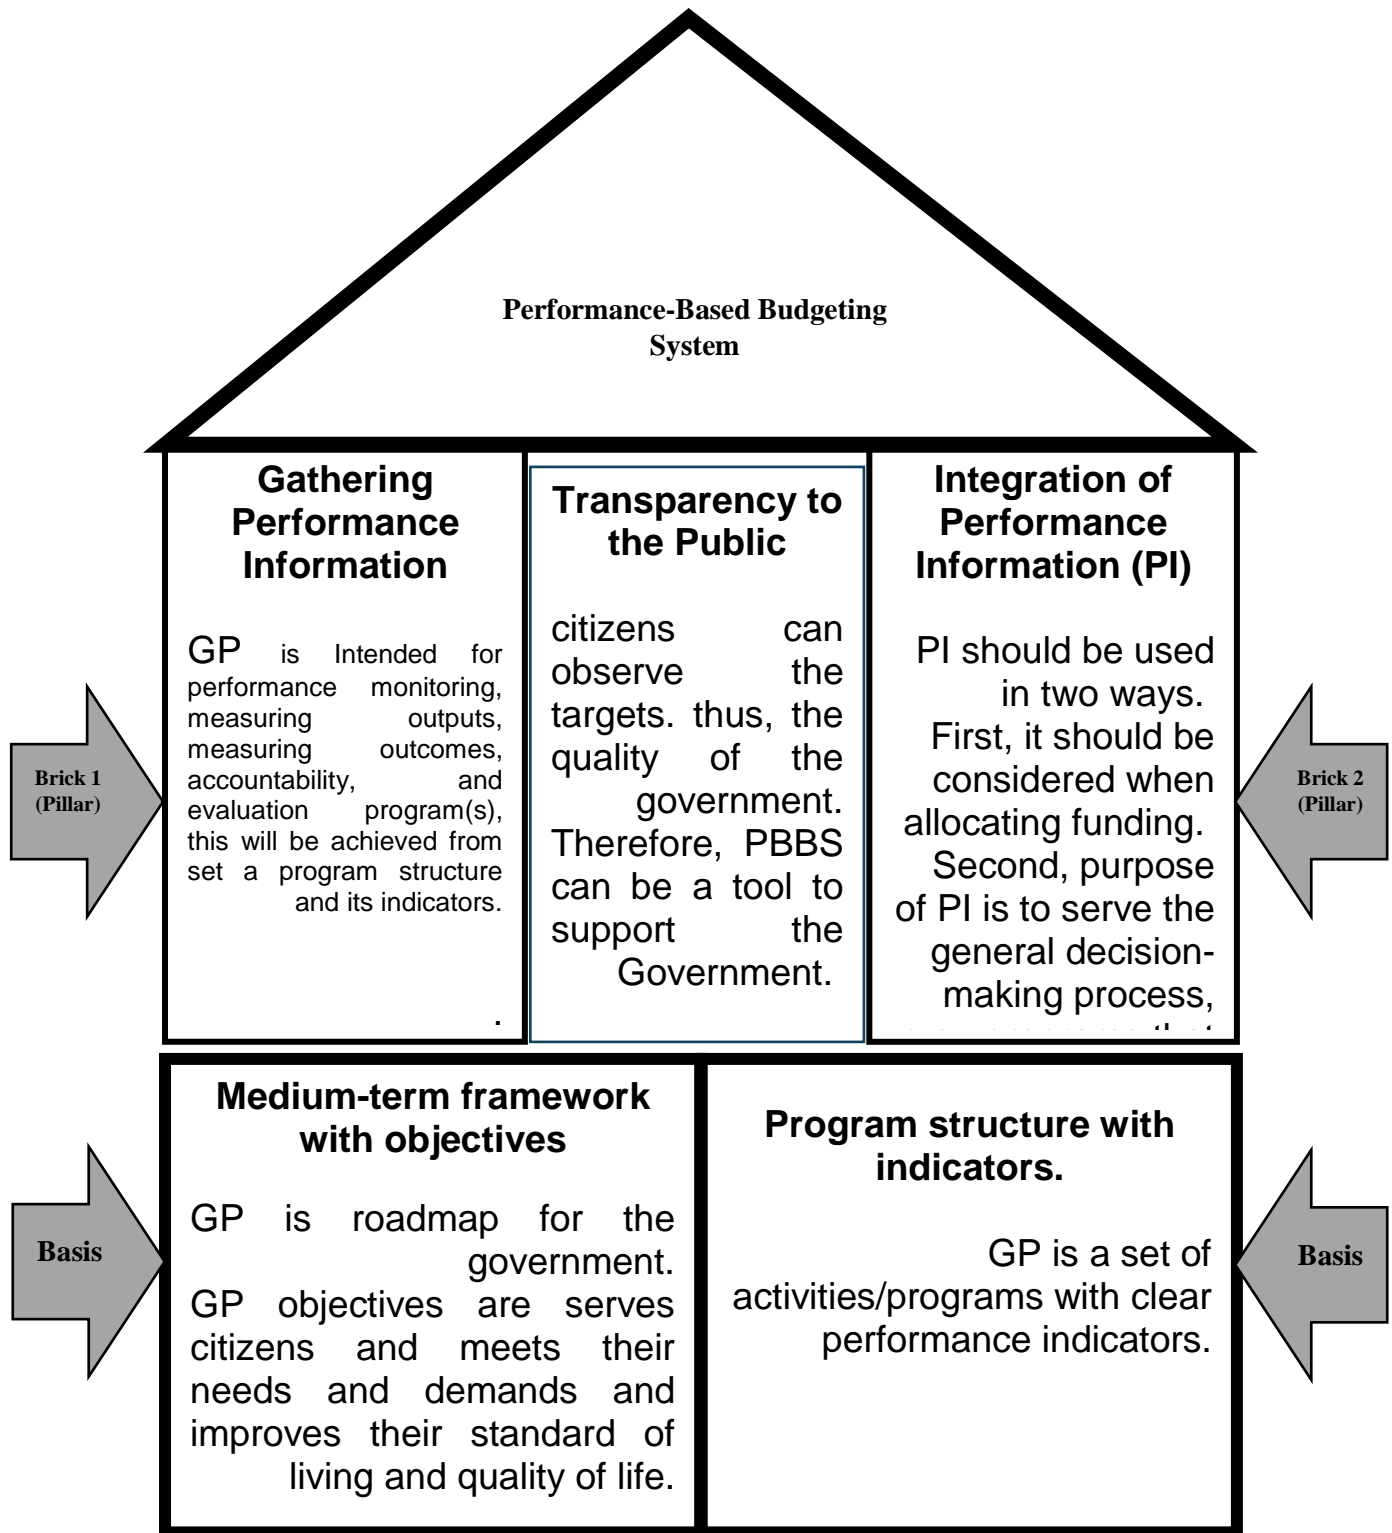 Performance-Based Budgeting
System
Gathering
Performance
Information
GP is Intended for
performance monitoring,
measuring outputs,
measuring outcomes,
accountability, and
evaluation program(s),
this will be achieved from
set a program structure
and its indicators.
.
Transparency to
the Public
citizens can
observe the
targets. thus, the
quality of the
government.
Therefore, PBBS
can be a tool to
support the
Government.
Integration of
Performance
Information (PI)
PI should be used
in two ways.
First, it should be
considered when
allocating funding.
Second, purpose
of PI is to serve the
general decision-
making process,
that
Brick 1
(Pillar)
Brick 2
(Pillar)
Medium-term framework
with objectives
GP is roadmap for the
government.
GP objectives are serves
citizens and meets their
needs and demands and
improves their standard of
living and quality of life.
Program structure with
indicators.
GP is a set of
activities/programs with clear
performance indicators.
Basis
Basis